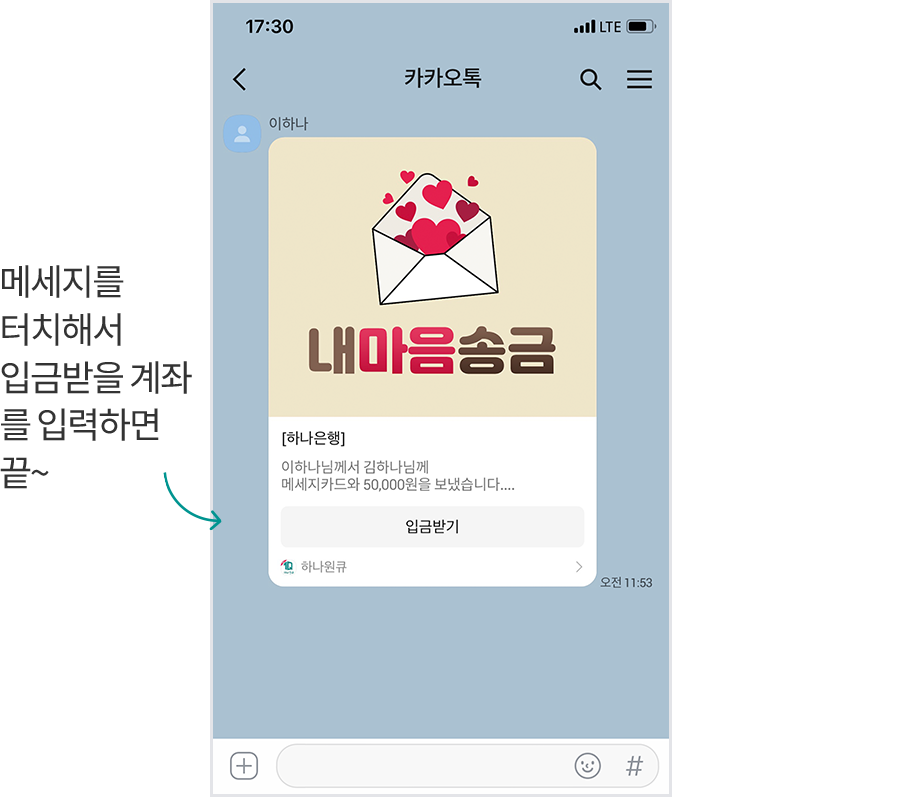 17:30
LTE
카카오톡
이하나
내마음송금
[하나은행]
이하나님께서 김하나님께
메세지카드와 50,000원을 보냈습니다....
입금받기
하나원큐
오전 11:53
#
메세지를
터치해서
입금받을 계좌
를 입력하면
끝~